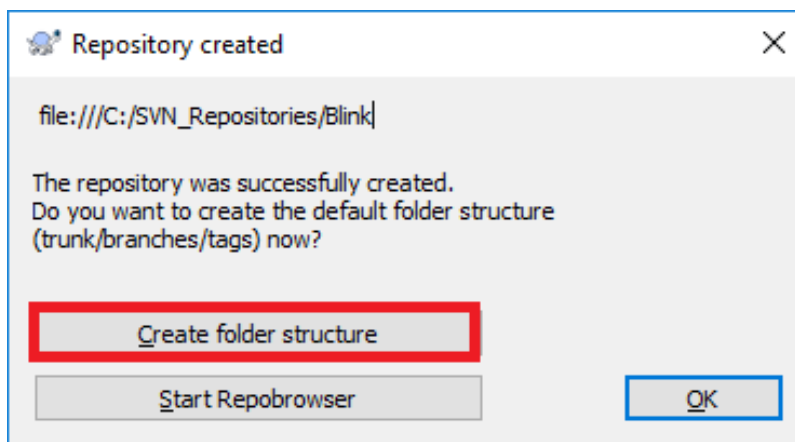 Repository created
file:///C:/SVN_Repositories/Blink
The repository was successfully created.
Do you want to create the default folder structure
(trunk/branches/tags) now?
Create folder structure
Start Repobrowser
OK